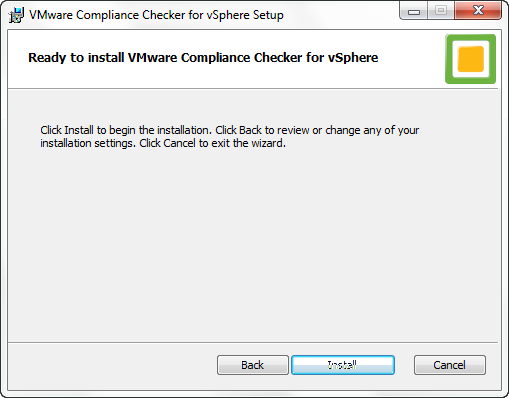 VMware Compliance Checker for vSphere Setup
Ready to install VMware Compliance Checker for vSphere
Click Install to begin the installation. Click Back to review or change any of your
installation settings. Click Cancel to exit the wizard.
Back
Install
Cancel